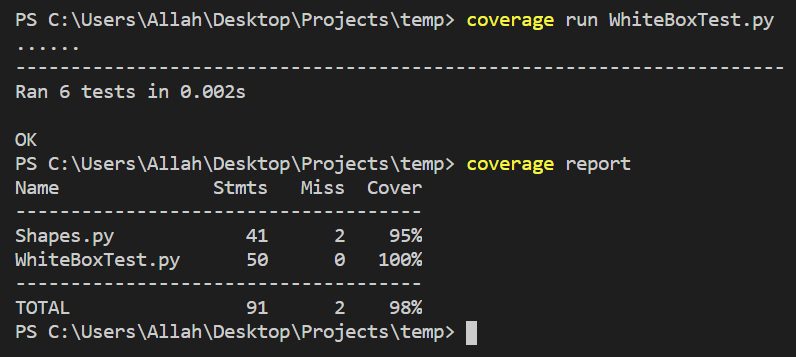 PS C:\Users\Allah\Desktop\Projects\temp> coverage run WhiteBoxTest.py
......
----------------------------------------------------------------------
Ran 6 tests in 0.002s

OK
PS C:\Users\Allah\Desktop\Projects\temp> coverage report
Name              Stmts   Miss  Cover
-------------------------------------
Shapes.py            41      2    95%
WhiteBoxTest.py      50      0   100%
-------------------------------------
TOTAL                91      2    98%
PS C:\Users\Allah\Desktop\Projects\temp>